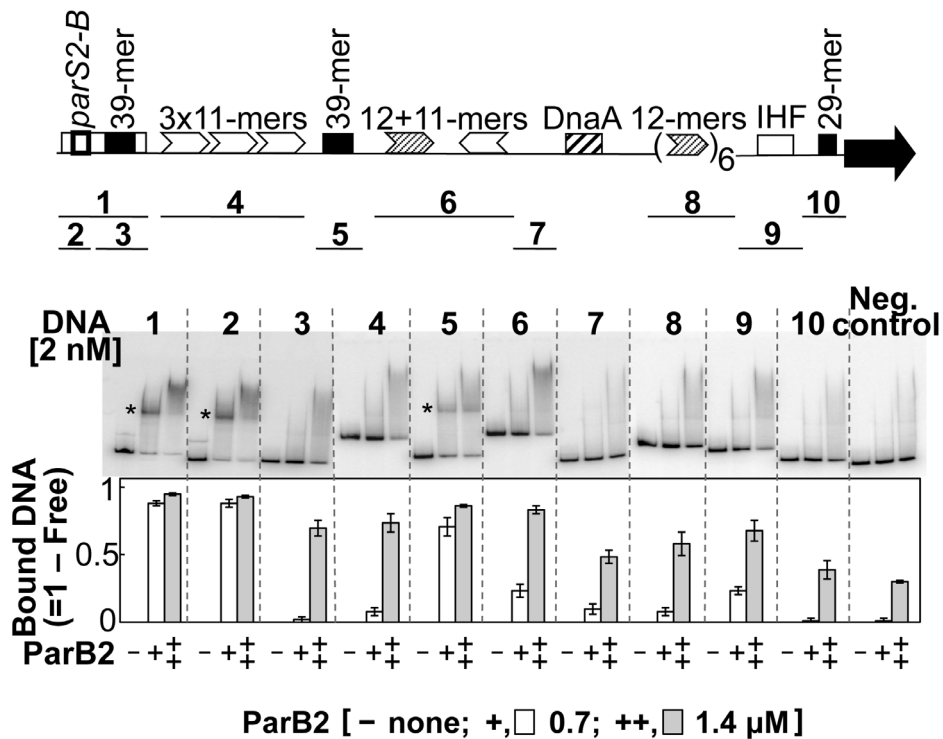 parS2-B
39-mer
3x11-mers
39-mer
12+11-mers
DnaA
12-mers
IHF
29-mer
( )6
1 4 6 8 10
2 3 5 7 9
DNA
[2 nM]
1 2 3 4 5 6 7 8 9 10
Neg.
control
* * *
Bound DNA
(=1 – Free)
1
0.5
0
ParB2 − + ++ − + ++ − + ++ − + ++ − + ++ − + ++ − + ++ − + ++ − + ++ − + ++ − + ++
ParB2 [ − none; +, 0.7; ++, 1.4 µM ]